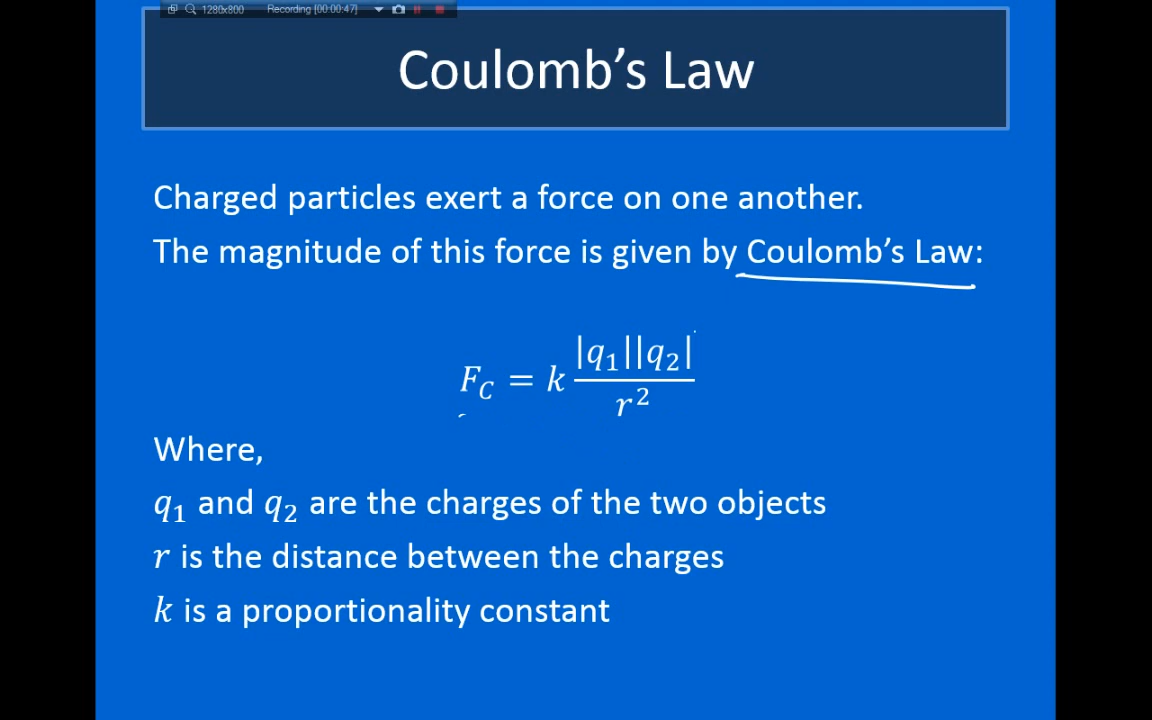 1280x800 Recording [00:00:47]
Coulomb's Law
Charged particles exert a force on one another.
The magnitude of this force is given by Coulomb's Law:
F_C = k |q₁||q₂| / r²
Where,
q₁ and q₂ are the charges of the two objects
r is the distance between the charges
k is a proportionality constant